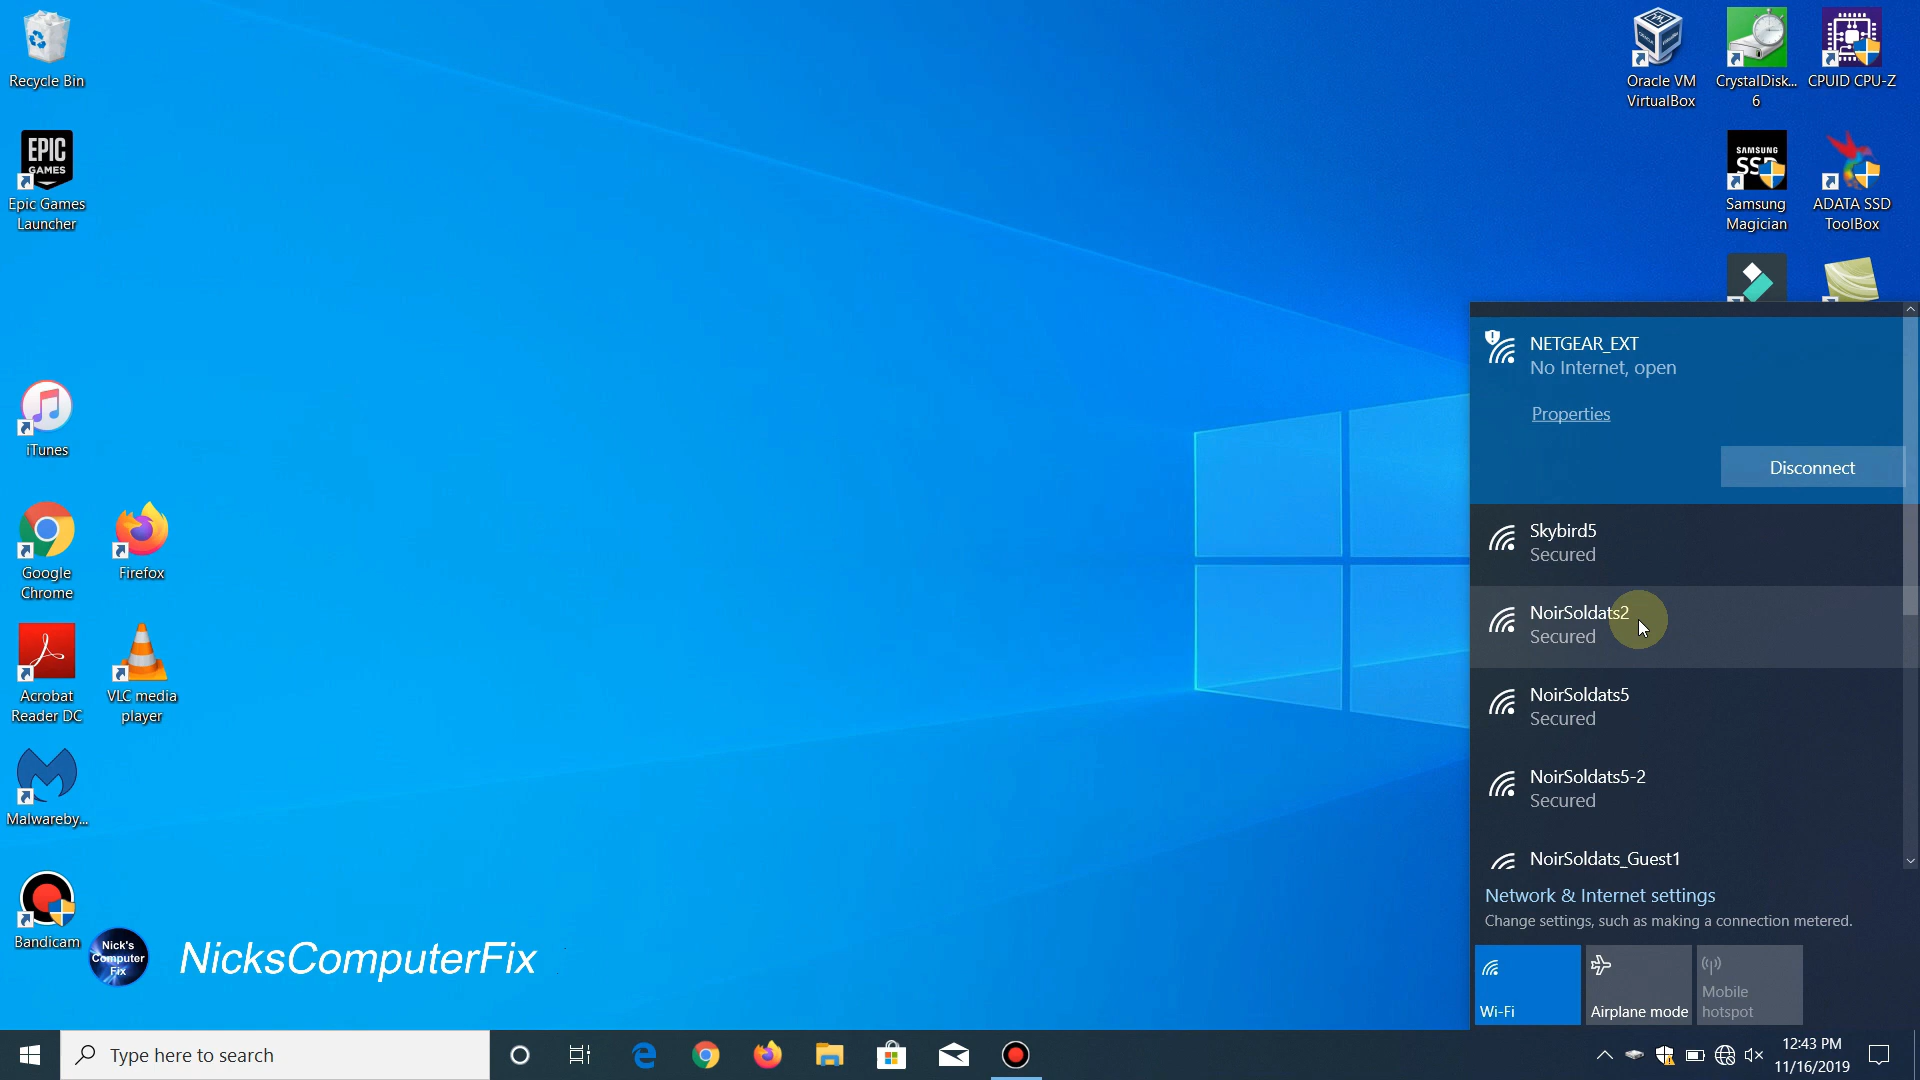 Recycle Bin
EPIC
GAMES
Epic Games
Launcher
iTunes
Google
Chrome
Firefox
Acrobat
Reader DC
VLC media
player
Malwareby...
Bandicam
Nick's
Computer
Fix
NicksComputerFix
Oracle VM
VirtualBox
CrystalDisk...
6
CPUID CPU-Z
SAMSUNG
SSD
Samsung
Magician
ADATA SSD
ToolBox
NETGEAR_EXT
No Internet, open
Properties
Disconnect
Skybird5
Secured
NoirSoldats2
Secured
NoirSoldats5
Secured
NoirSoldats5-2
Secured
NoirSoldats_Guest1
Network & Internet settings
Change settings, such as making a connection metered.
Wi-Fi
Airplane mode
Mobile
hotspot
Type here to search
12:43 PM
11/16/2019